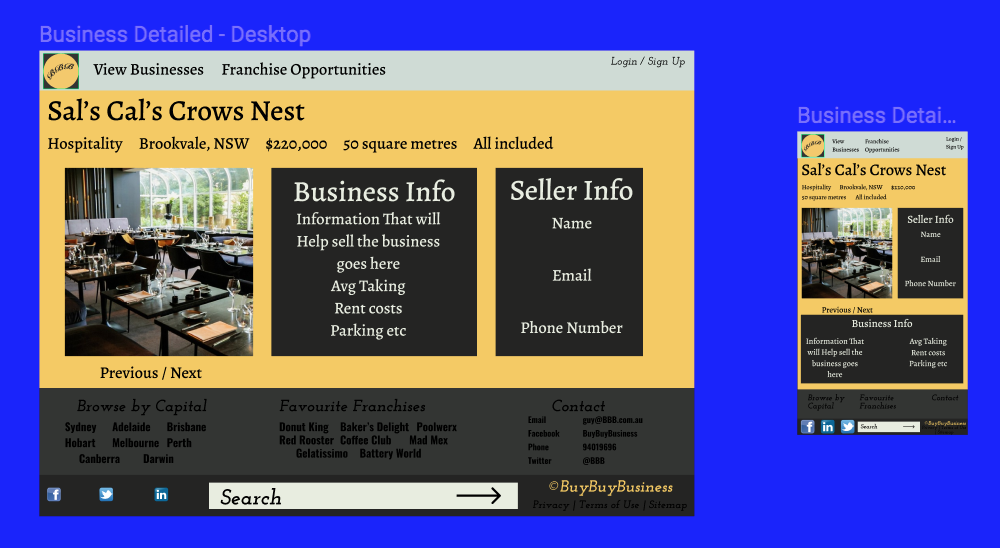 Business Detailed - Desktop
BBB
View Businesses Franchise Opportunities
Login / Sign Up
Sal's Cal's Crows Nest
Hospitality Brookvale, NSW $220,000 50 square metres All included
Business Info
Information That will
Help sell the business
goes here
Avg Taking
Rent costs
Parking etc
Seller Info
Name
Email
Phone Number
Previous / Next
Browse by Capital
Sydney Adelaide Brisbane
Hobart Melbourne Perth
Canberra Darwin
Favourite Franchises
Donut King Baker's Delight Poolwerx
Red Rooster Coffee Club Mad Mex
Gelatissimo Battery World
Contact
Email guy@BBB.com.au
Facebook BuyBuyBusiness
Phone 94019696
Twitter @BBB
Search
©BuyBuyBusiness
Privacy | Terms of Use | Sitemap
Business Detai...
BBB
View
Businesses
Franchise
Opportunities
Login /
Sign Up
Sal's Cal's Crows Nest
Hospitality Brookvale, NSW $220,000
50 square metres All included
Seller Info
Name
Email
Phone Number
Previous / Next
Business Info
Information That
will Help sell the
business goes
here
Avg Taking
Rent costs
Parking etc
Browse by
Capital
Favourite
Franchises
Contact
Search
©BuyBuyBusiness